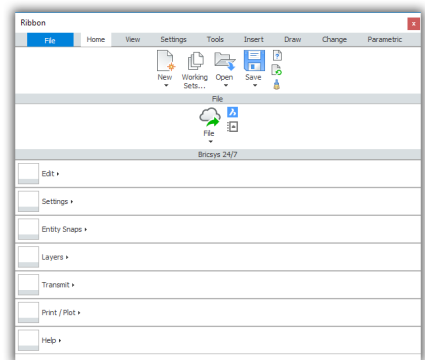 Ribbon
x
File Home View Settings Tools Insert Draw Change Parametric
New Working Open Save
Sets...
File
File
Bricsys 24/7
Edit
Settings
Entity Snaps
Layers
Transmit
Print / Plot
Help